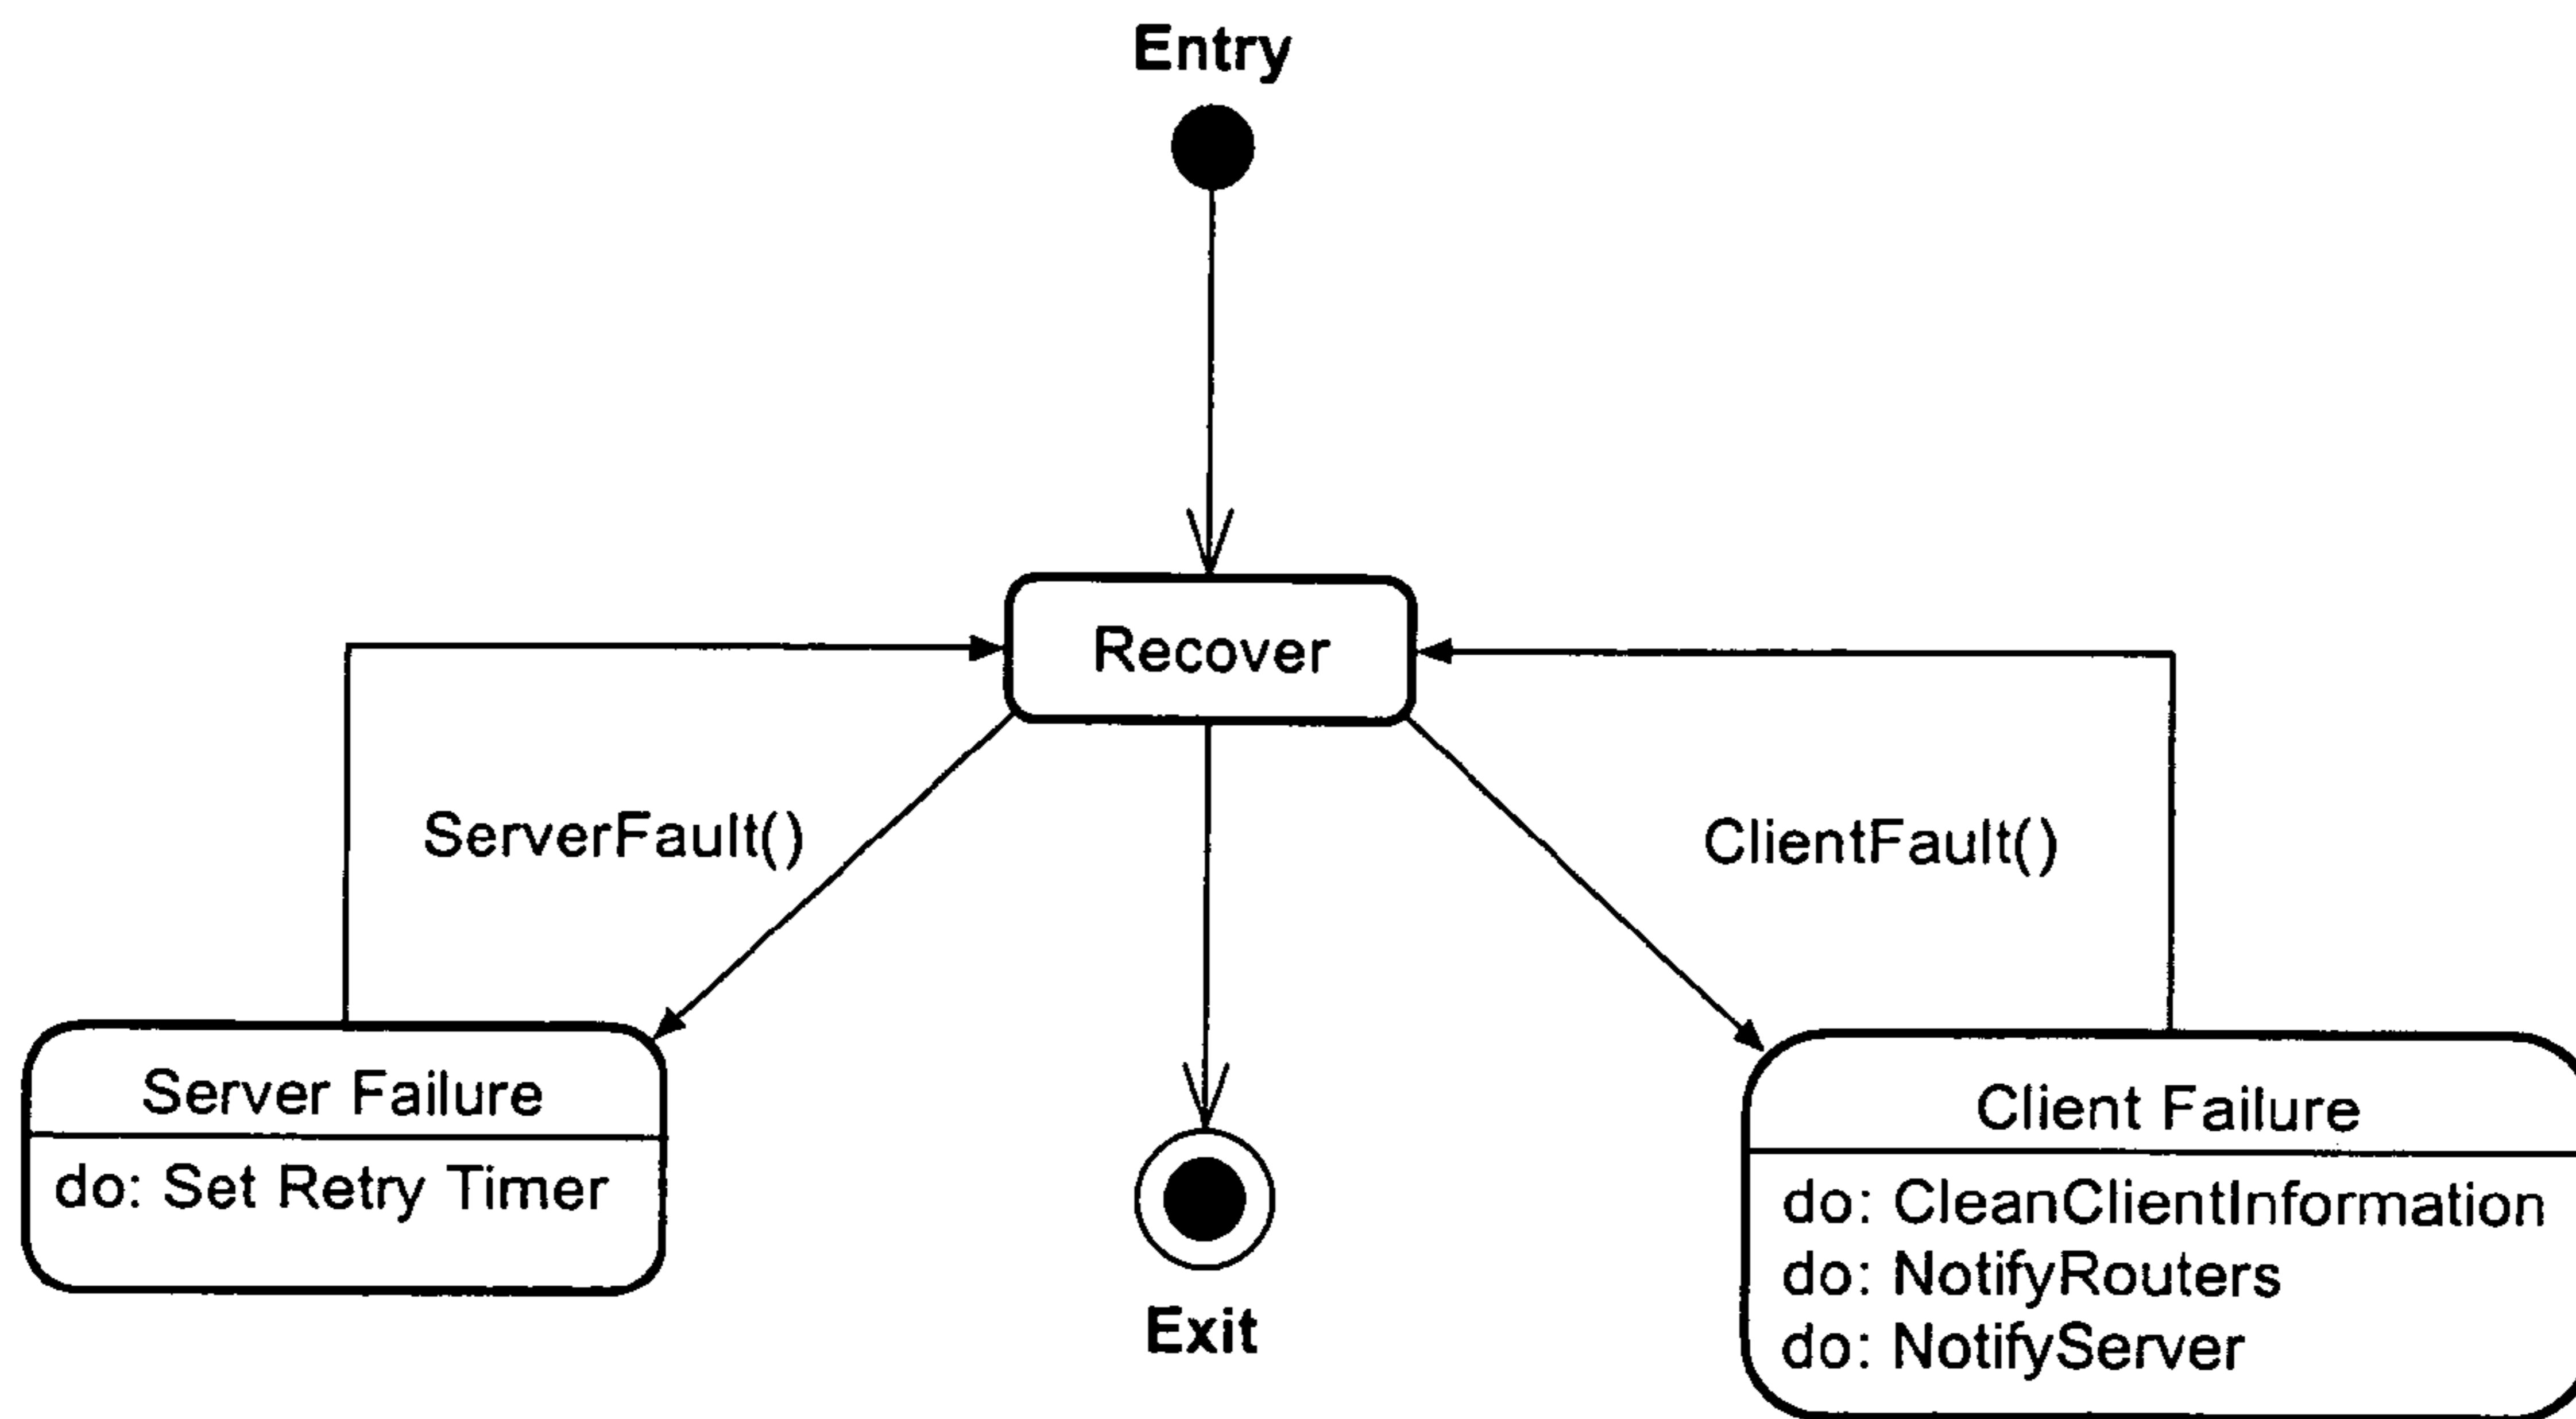 Entry
Recover
ServerFault()
ClientFault()
Server Failure
do: Set Retry Timer
Exit
Client Failure
do: CleanClientInformation
do: NotifyRouters
do: NotifyServer